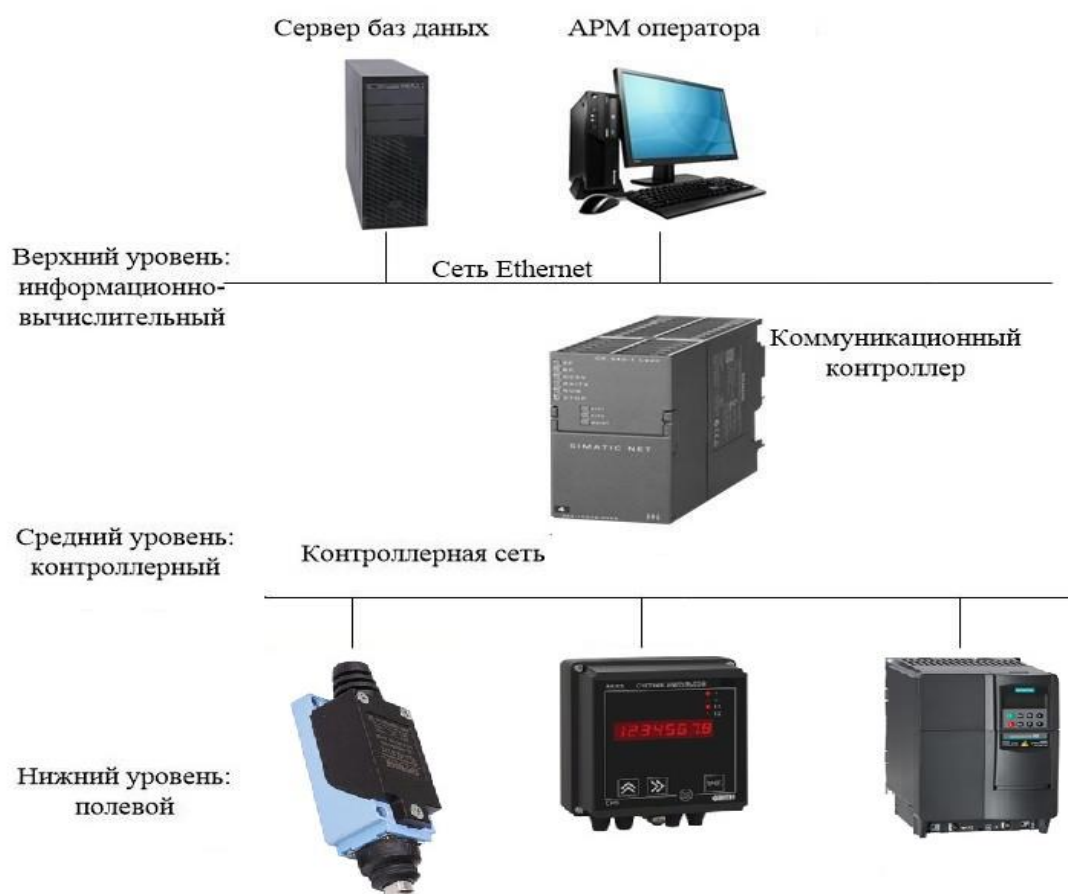 Сервер баз даных
АРМ оператора
Верхний уровень:
информационно-
вычислительный
Сеть Ethernet
Коммуникационный
контроллер
SIMATIC NET
Средний уровень:
контроллерный
Контроллерная сеть
12345678
Нижний уровень:
полевой